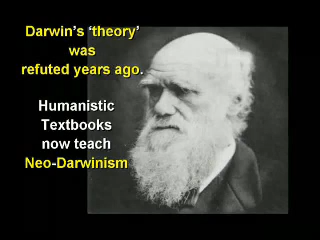 Darwin's ‘theory’
was
refuted years ago.
Humanistic
Textbooks
now teach
Neo-Darwinism